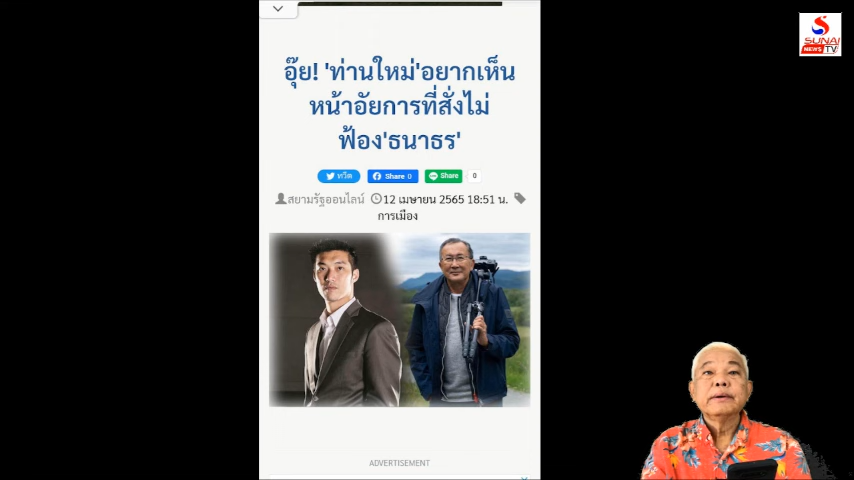 SUNAI
NEWS TV
อุ๊ย! 'ท่านใหม่'อยากเห็น
หน้าอัยการที่สั่งไม่
ฟ้อง'ธนาธร'
ทวีต Share 0 Share 0
สยามรัฐออนไลน์ 12 เมษายน 2565 18:51 น.
การเมือง
ADVERTISEMENT